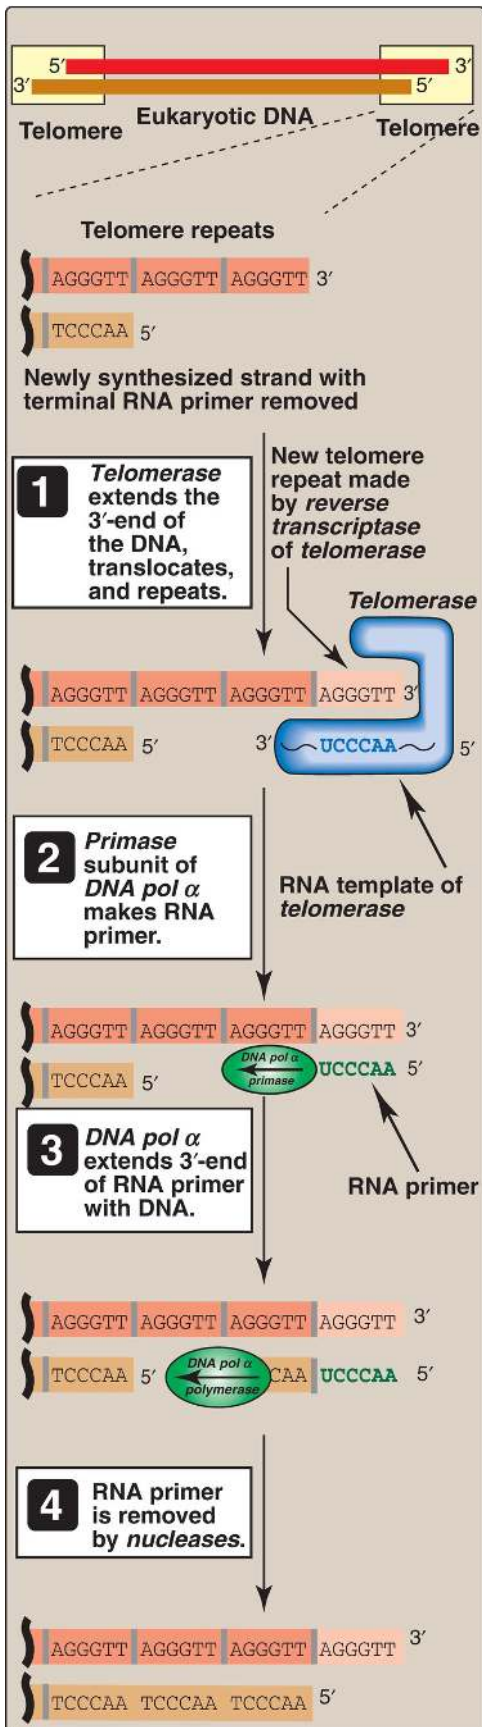 5′ 3′
3′ 5′
Telomere Eukaryotic DNA Telomere
Telomere repeats
AGGGTT AGGGTT AGGGTT 3′
TCCCAA 5′
Newly synthesized strand with
terminal RNA primer removed
1 Telomerase
extends the
3′-end of
the DNA,
translocates,
and repeats.
New telomere
repeat made
by reverse
transcriptase
of telomerase
Telomerase
AGGGTT AGGGTT AGGGTT AGGGTT 3′
TCCCAA 5′ 3′ UCCCAA 5′
2 Primase
subunit of
DNA pol α
makes RNA
primer.
RNA template of
telomerase
AGGGTT AGGGTT AGGGTT AGGGTT 3′
TCCCAA 5′ DNA pol α primase UCCCAA 5′
3 DNA pol α
extends 3′-end
of RNA primer
with DNA.
RNA primer
AGGGTT AGGGTT AGGGTT AGGGTT 3′
TCCCAA 5′ DNA pol α polymerase CAA UCCCAA 5′
4 RNA primer
is removed
by nucleases.
AGGGTT AGGGTT AGGGTT AGGGTT 3′
TCCCAA TCCCAA TCCCAA 5′